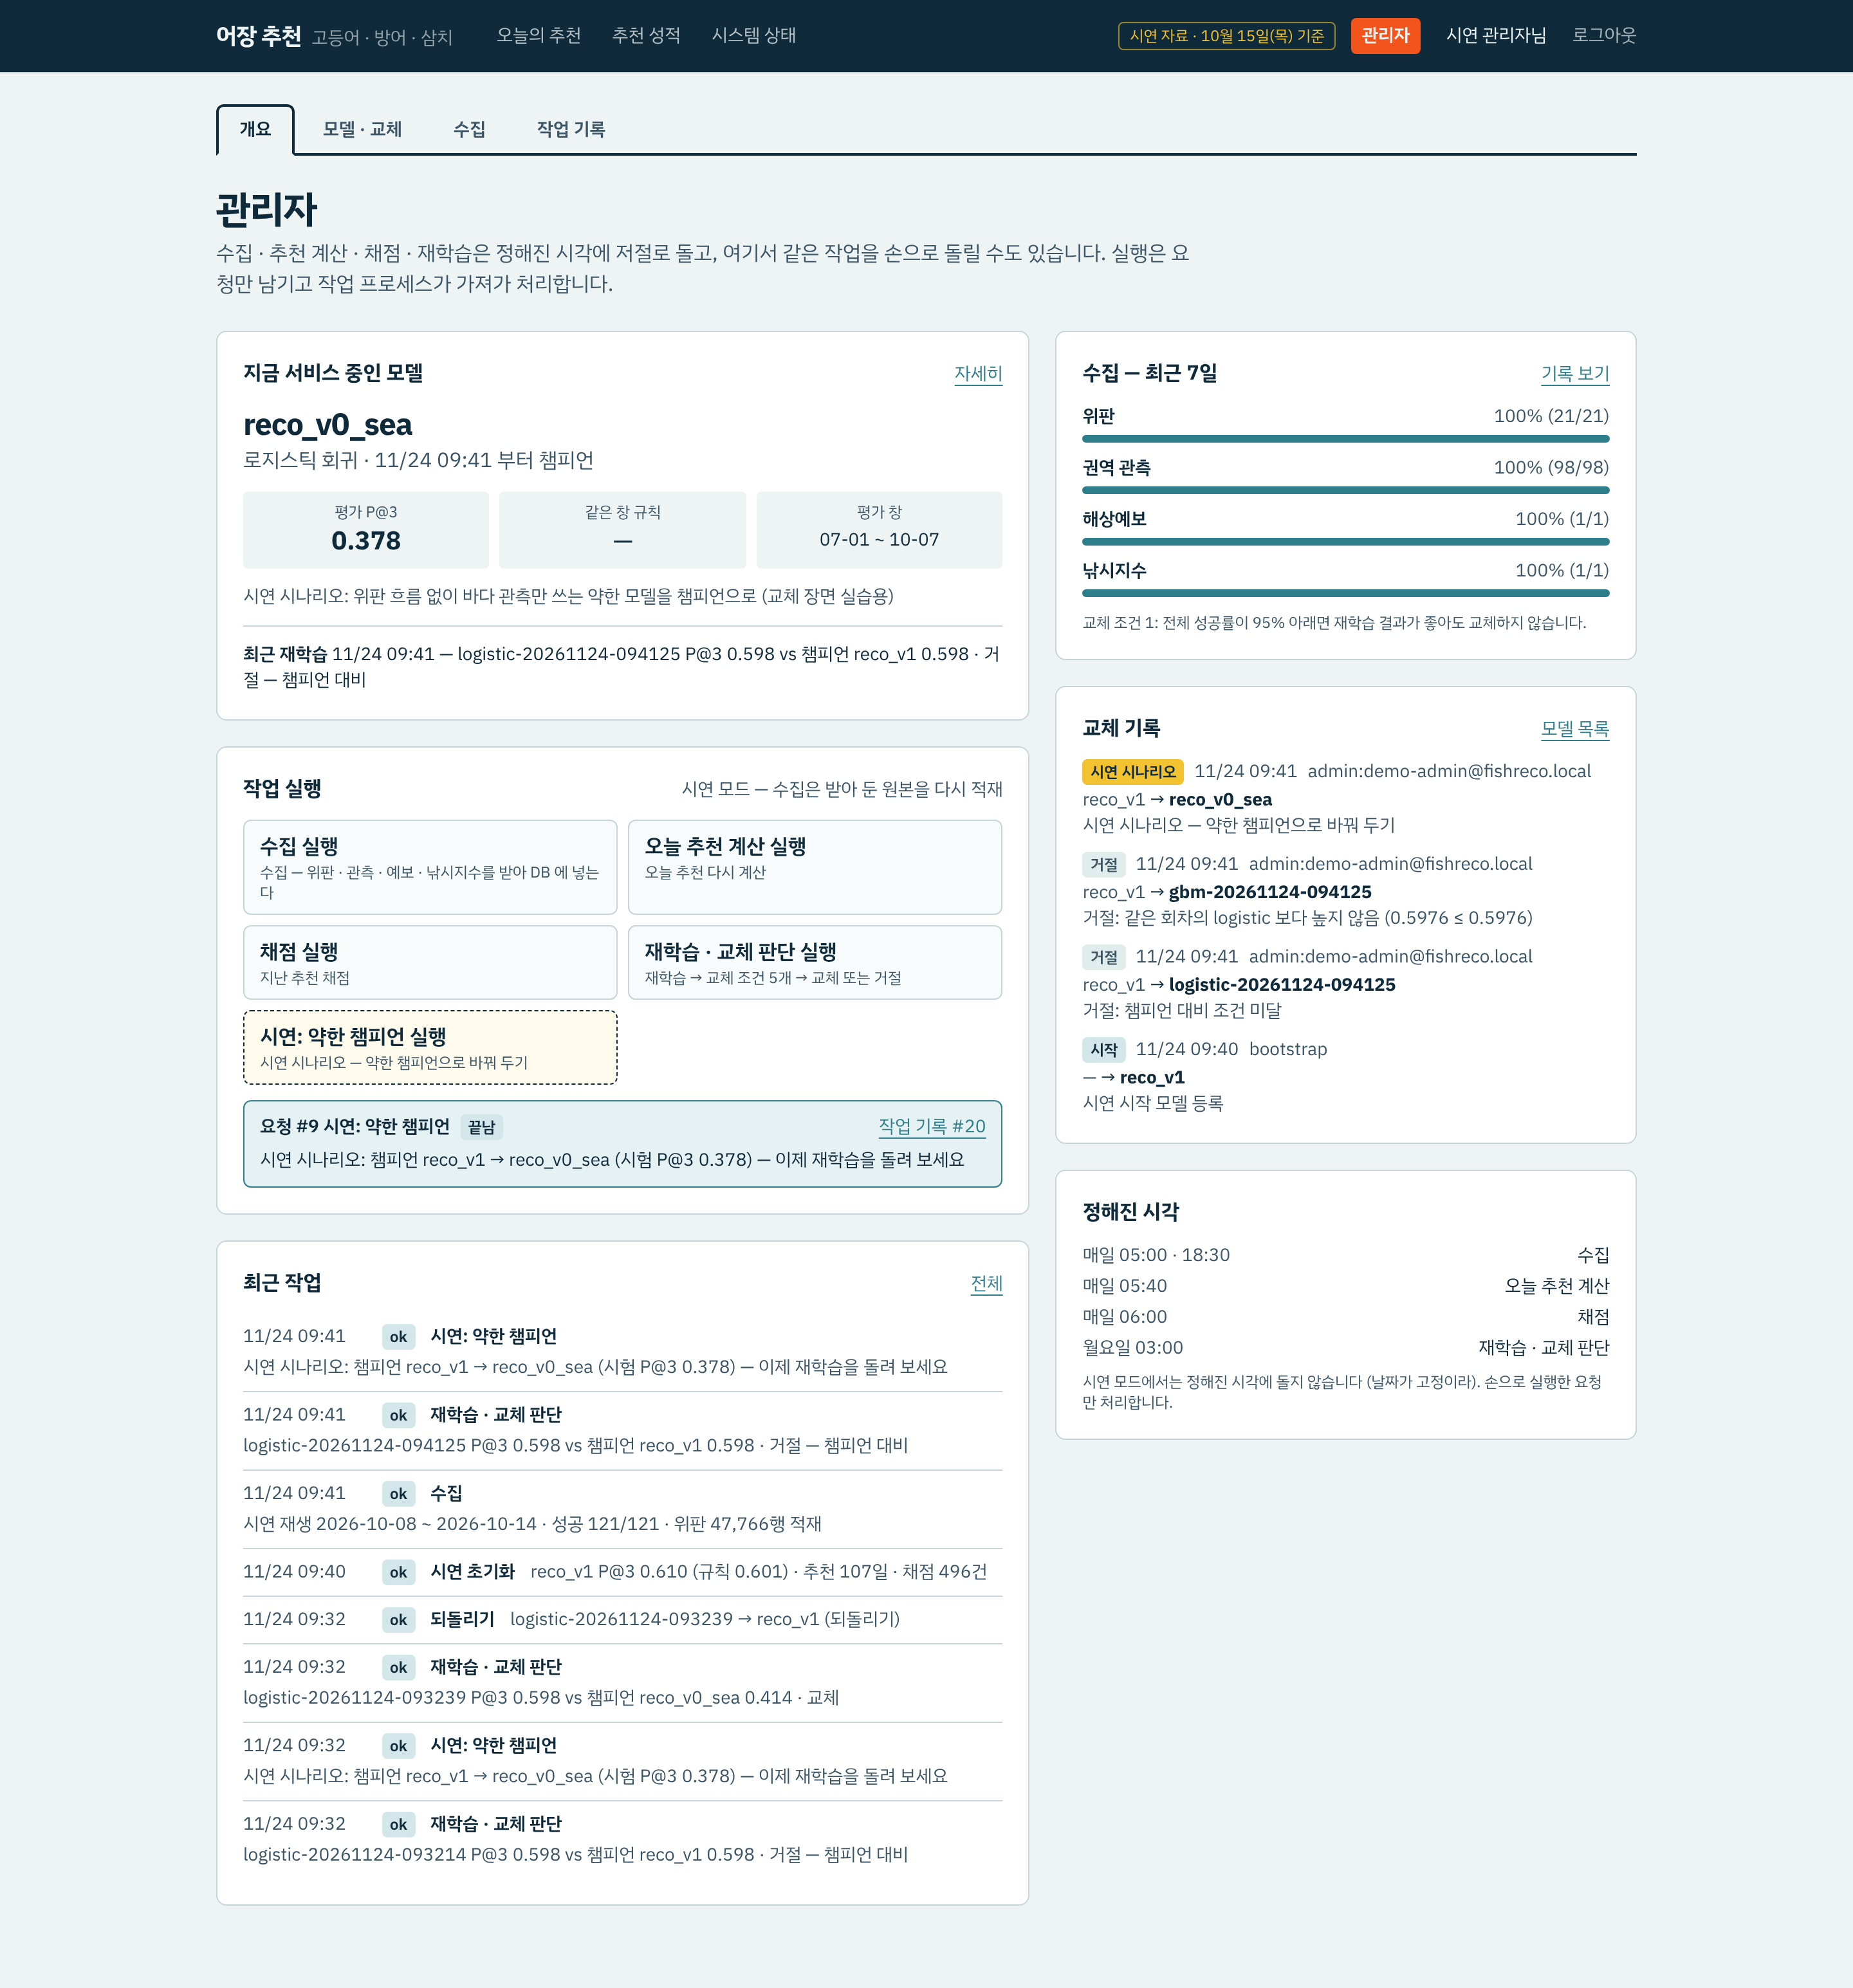 어장 추천 고등어 · 방어 · 삼치 오늘의 추천 추천 성적 시스템 상태 시연 자료 · 10월 15일(목) 기준 관리자 시연 관리자님 로그아웃
개요 모델 · 교체 수집 작업 기록
관리자
수집 · 추천 계산 · 채점 · 재학습은 정해진 시각에 저절로 돌고, 여기서 같은 작업을 손으로 돌릴 수도 있습니다. 실행은 요
청만 남기고 작업 프로세스가 가져가 처리합니다.
지금 서비스 중인 모델 자세히
reco_v0_sea
로지스틱 회귀 · 11/24 09:41 부터 챔피언
평가 P@3 같은 창 규칙 평가 창
0.378 — 07-01 ~ 10-07
시연 시나리오: 위판 흐름 없이 바다 관측만 쓰는 약한 모델을 챔피언으로 (교체 장면 실습용)
최근 재학습 11/24 09:41 — logistic-20261124-094125 P@3 0.598 vs 챔피언 reco_v1 0.598 · 거
절 — 챔피언 대비
작업 실행 시연 모드 — 수집은 받아 둔 원본을 다시 적재
수집 실행
수집 — 위판 · 관측 · 예보 · 낚시지수를 받아 DB 에 넣는
다
오늘 추천 계산 실행
오늘 추천 다시 계산
채점 실행
지난 추천 채점
재학습 · 교체 판단 실행
재학습 → 교체 조건 5개 → 교체 또는 거절
시연: 약한 챔피언 실행
시연 시나리오 — 약한 챔피언으로 바꿔 두기
요청 #9 시연: 약한 챔피언 끝남 작업 기록 #20
시연 시나리오: 챔피언 reco_v1 → reco_v0_sea (시험 P@3 0.378) — 이제 재학습을 돌려 보세요
최근 작업 전체
11/24 09:41 ok 시연: 약한 챔피언
시연 시나리오: 챔피언 reco_v1 → reco_v0_sea (시험 P@3 0.378) — 이제 재학습을 돌려 보세요
11/24 09:41 ok 재학습 · 교체 판단
logistic-20261124-094125 P@3 0.598 vs 챔피언 reco_v1 0.598 · 거절 — 챔피언 대비
11/24 09:41 ok 수집
시연 재생 2026-10-08 ~ 2026-10-14 · 성공 121/121 · 위판 47,766행 적재
11/24 09:40 ok 시연 초기화 reco_v1 P@3 0.610 (규칙 0.601) · 추천 107일 · 채점 496건
11/24 09:32 ok 되돌리기 logistic-20261124-093239 → reco_v1 (되돌리기)
11/24 09:32 ok 재학습 · 교체 판단
logistic-20261124-093239 P@3 0.598 vs 챔피언 reco_v0_sea 0.414 · 교체
11/24 09:32 ok 시연: 약한 챔피언
시연 시나리오: 챔피언 reco_v1 → reco_v0_sea (시험 P@3 0.378) — 이제 재학습을 돌려 보세요
11/24 09:32 ok 재학습 · 교체 판단
logistic-20261124-093214 P@3 0.598 vs 챔피언 reco_v1 0.598 · 거절 — 챔피언 대비
수집 — 최근 7일 기록 보기
위판 100% (21/21)
권역 관측 100% (98/98)
해상예보 100% (1/1)
낚시지수 100% (1/1)
교체 조건 1: 전체 성공률이 95% 아래면 재학습 결과가 좋아도 교체하지 않습니다.
교체 기록 모델 목록
시연 시나리오 11/24 09:41 admin:demo-admin@fishreco.local
reco_v1 → reco_v0_sea
시연 시나리오 — 약한 챔피언으로 바꿔 두기
거절 11/24 09:41 admin:demo-admin@fishreco.local
reco_v1 → gbm-20261124-094125
거절: 같은 회차의 logistic 보다 높지 않음 (0.5976 ≤ 0.5976)
거절 11/24 09:41 admin:demo-admin@fishreco.local
reco_v1 → logistic-20261124-094125
거절: 챔피언 대비 조건 미달
시작 11/24 09:40 bootstrap
— → reco_v1
시연 시작 모델 등록
정해진 시각
매일 05:00 · 18:30 수집
매일 05:40 오늘 추천 계산
매일 06:00 채점
월요일 03:00 재학습 · 교체 판단
시연 모드에서는 정해진 시각에 돌지 않습니다 (날짜가 고정이라). 손으로 실행한 요청
만 처리합니다.